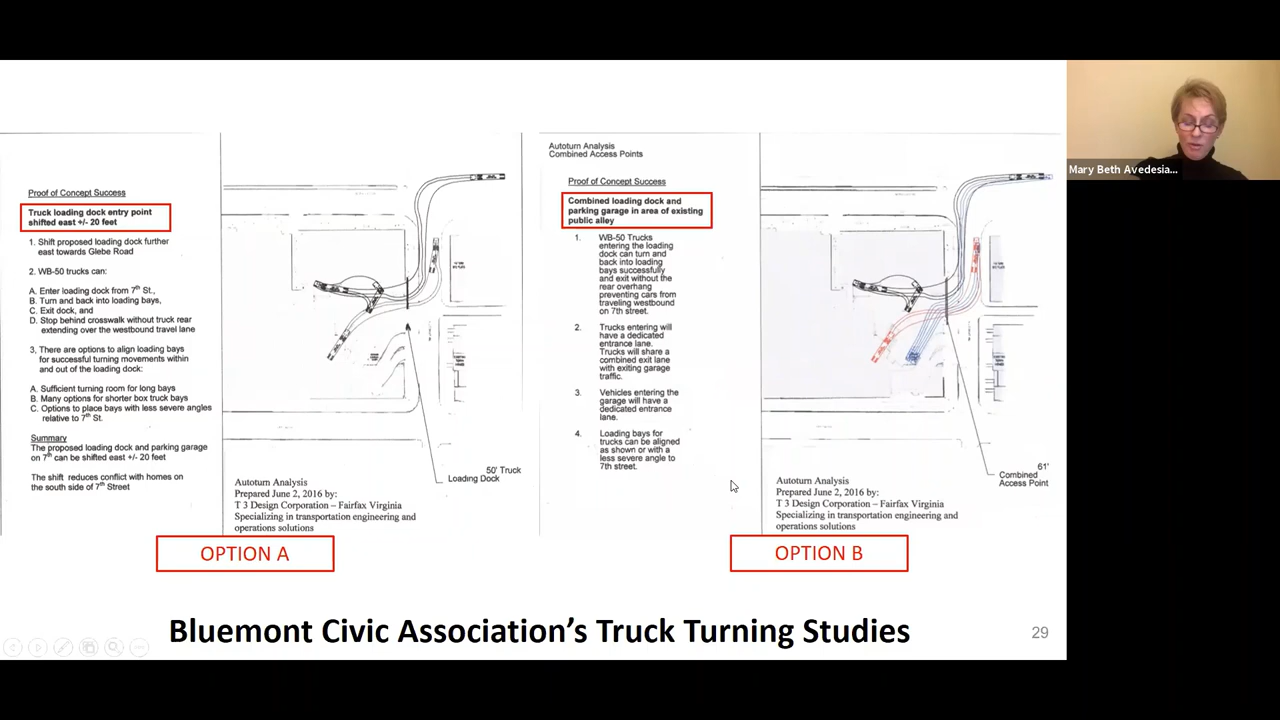 Proof of Concept Success
Truck loading dock entry point
shifted east +/- 20 feet
1. Shift proposed loading dock further
east towards Glebe Road
2. WB-50 trucks can:
A. Enter loading dock from 7th St.,
B. Turn and back into loading bays,
C. Exit dock, and
D. Stop behind crosswalk without truck rear
extending over the westbound travel lane
3. There are options to align loading bays
for successful turning movements within
and out of the loading dock:
A. Sufficient turning room for long bays
B. Many options for shorter box truck bays
C. Options to place bays with less severe angles
relative to 7th St.
Summary
The proposed loading dock and parking garage
on 7th can be shifted east +/- 20 feet
The shift reduces conflict with homes on
the south side of 7th Street
50' Truck
Loading Dock
Autoturn Analysis
Prepared June 2, 2016 by:
T 3 Design Corporation – Fairfax Virginia
Specializing in transportation engineering and
operations solutions
OPTION A
Autoturn Analysis
Combined Access Points
Proof of Concept Success
Combined loading dock and
parking garage in area of existing
public alley
1. WB-50 Trucks
entering the loading
dock can turn and
back into loading
bays successfully
and exit without the
rear overhang
preventing cars from
traveling westbound
on 7th street.
2. Trucks entering will
have a dedicated
entrance lane.
Trucks will share a
combined exit lane
with exiting garage
traffic.
3. Vehicles entering the
garage will have a
dedicated entrance
lane.
4. Loading bays for
trucks can be aligned
as shown or with a
less severe angle to
7th street.
61'
Combined
Access Point
Autoturn Analysis
Prepared June 2, 2016 by:
T 3 Design Corporation – Fairfax Virginia
Specializing in transportation engineering and
operations solutions
OPTION B
Bluemont Civic Association's Truck Turning Studies
29
Mary Beth Avedesia...